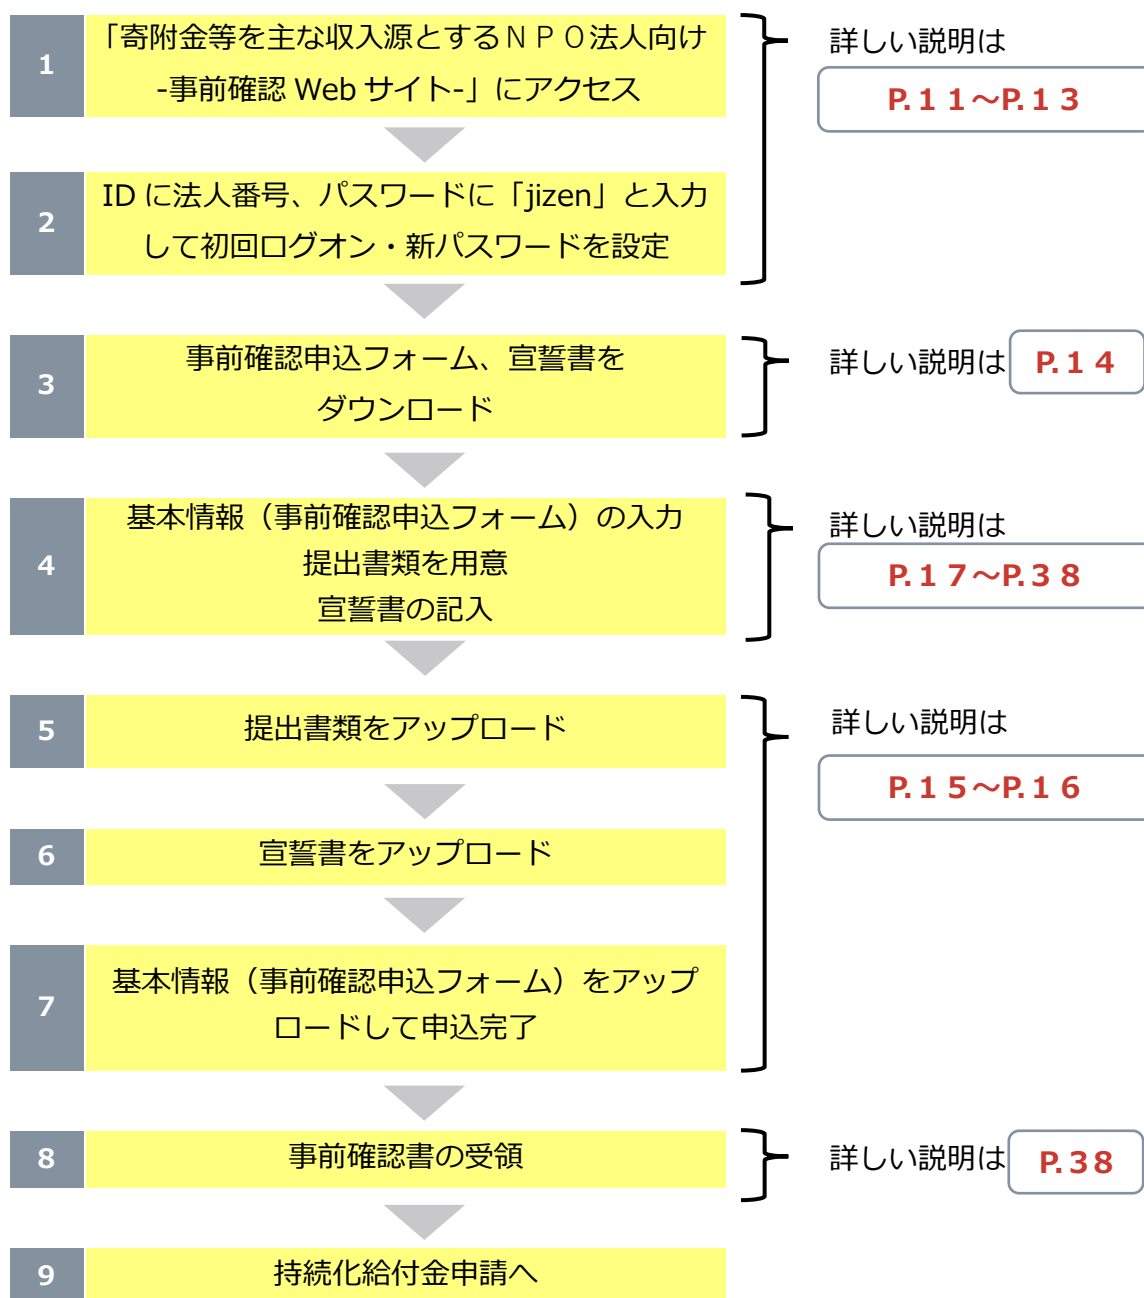 1
「寄附金等を主な収入源とするＮＰＯ法人向け
-事前確認 Web サイト-」にアクセス
詳しい説明は
P.１１～P.１３
2
ID に法人番号、パスワードに「jizen」と入力
して初回ログオン・新パスワードを設定
3
事前確認申込フォーム、宣誓書を
ダウンロード
詳しい説明は P.１４
4
基本情報（事前確認申込フォーム）の入力
提出書類を用意
宣誓書の記入
詳しい説明は
P.１７～P.３８
5
提出書類をアップロード
詳しい説明は
P.１５～P.１６
6
宣誓書をアップロード
7
基本情報（事前確認申込フォーム）をアップ
ロードして申込完了
8
事前確認書の受領
詳しい説明は P.３８
9
持続化給付金申請へ